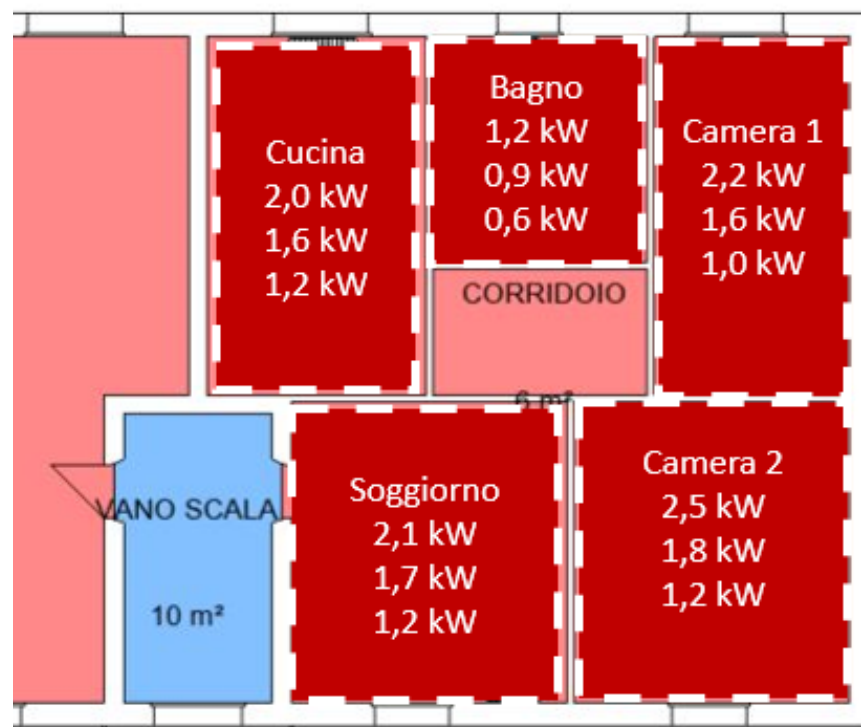 Cucina
2,0 kW
1,6 kW
1,2 kW
Bagno
1,2 kW
0,9 kW
0,6 kW
Camera 1
2,2 kW
1,6 kW
1,0 kW
CORRIDOIO
6 m²
VANO SCALA
10 m²
Soggiorno
2,1 kW
1,7 kW
1,2 kW
Camera 2
2,5 kW
1,8 kW
1,2 kW